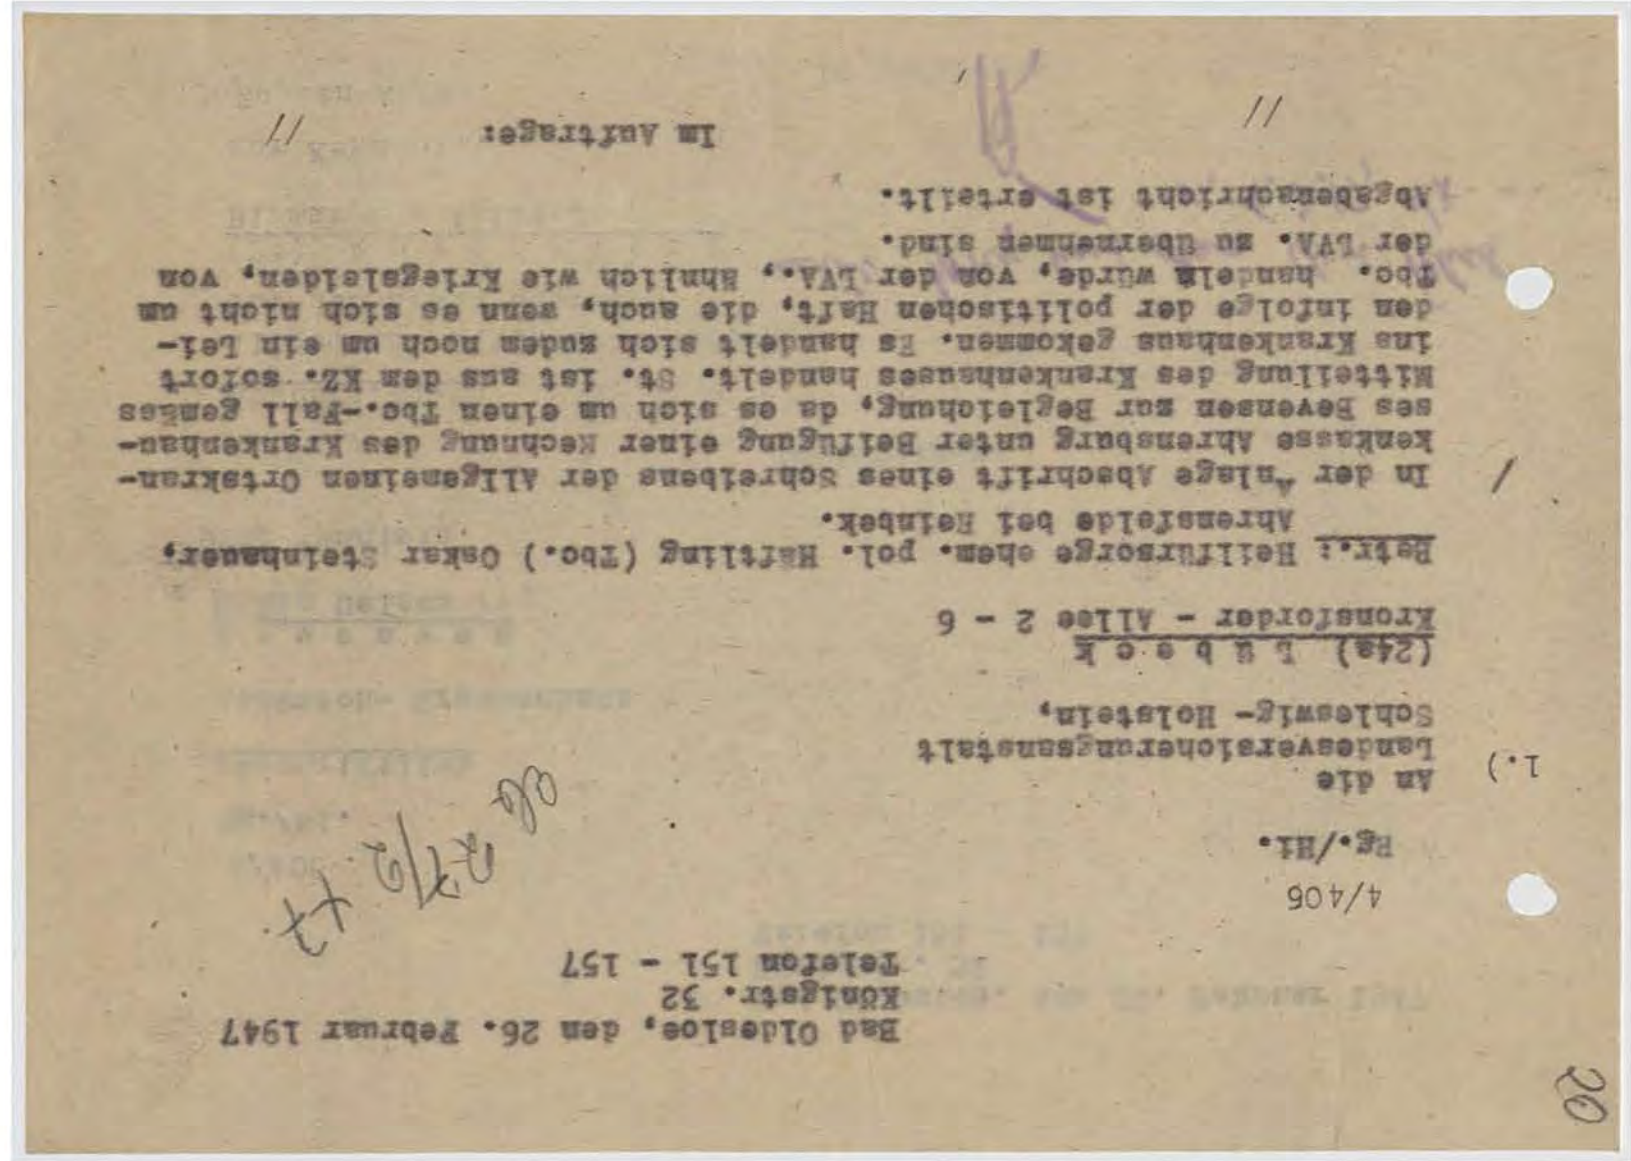 20
Bad Oldesloe, den 26. Februar 1947
Königstr. 32
Telefon 151 - 157
4/406
Rg./Hi.
27/2 47
1.) An die
Landesversicherungsanstalt
Schleswig- Holstein,
(24a) L ü b e c k
Kronsforder - Allee 2 - 6
Betr.: Heilfürsorge ehem. pol. Häftling (Tbc.) Oskar Steinhauer,
Ahrensfelde bei Reinbek.
In der Anlage Abschrift eines Schreibens der Allgemeinen Ortskran-
kenkasse Ahrensburg unter Beifügung einer Rechnung des Krankenhau-
ses Bevensen zur Begleichung, da es sich um einen Tbc.-Fall gemäss
Mitteilung des Krankenhauses handelt. St. ist aus dem KZ. sofort
ins Krankenhaus gekommen. Es handelt sich zudem noch um ein Lei-
den infolge der politischen Haft, die auch, wenn es sich nicht um
Tbc. handeln würde, von der LVA., ähnlich wie Kriegsleiden, von
der LVA. zu übernehmen sind.
Abgabenachricht ist erteilt.
Im Auftrage: